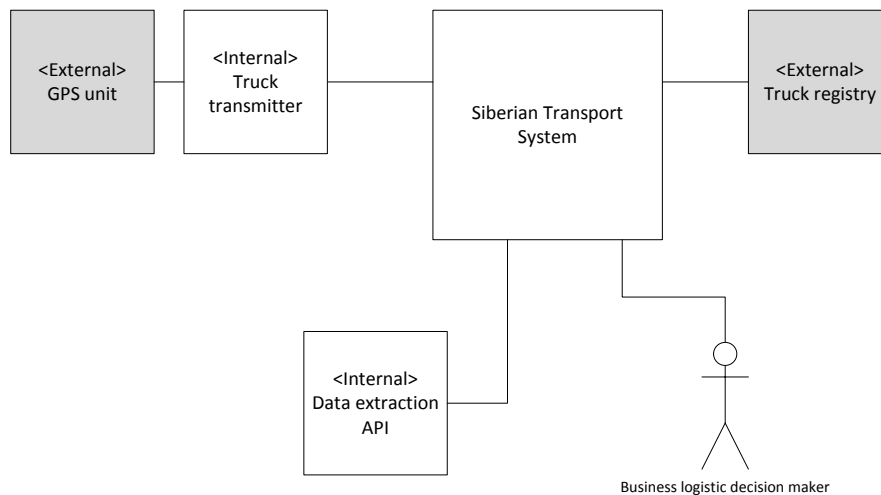 <External>
GPS unit
<Internal>
Truck
transmitter
Siberian Transport
System
<External>
Truck registry
<Internal>
Data extraction
API
Business logistic decision maker